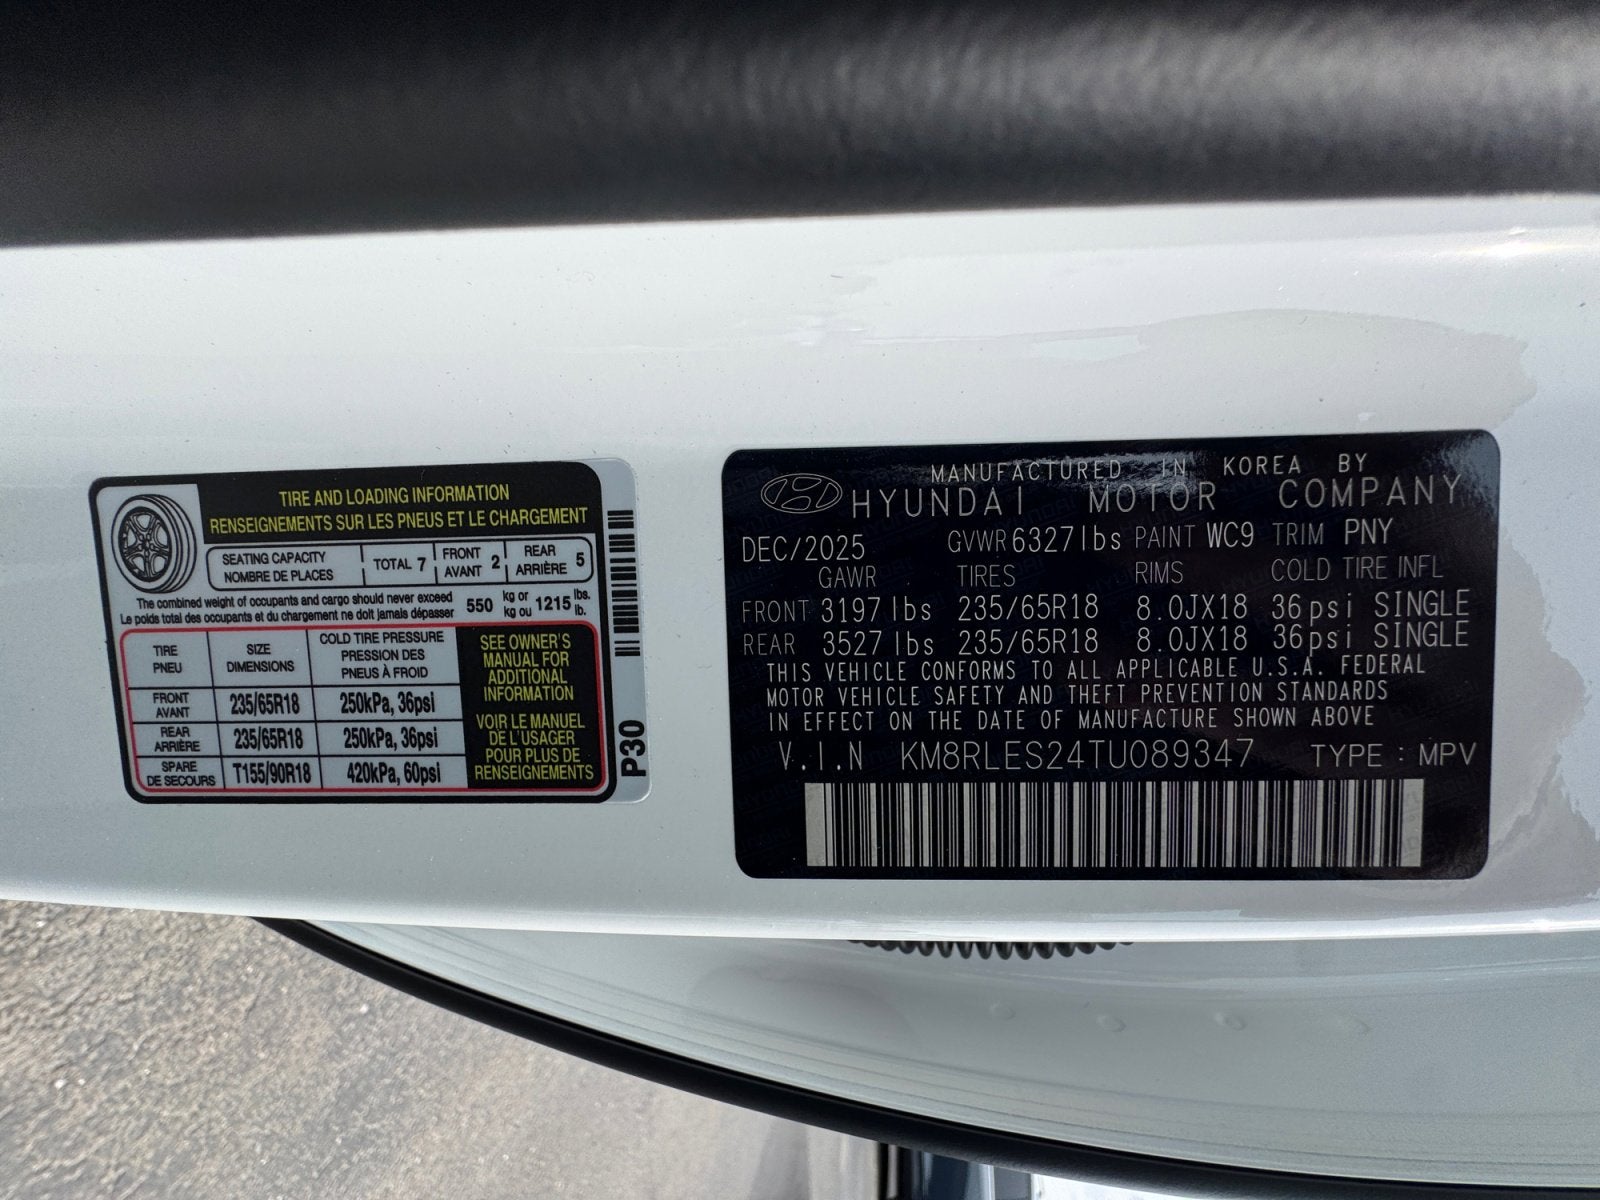 TIRE AND LOADING INFORMATION
RENSEIGNEMENTS SUR LES PNEUS ET LE CHARGEMENT
SEATING CAPACITY
NOMBRE DE PLACES
TOTAL 7
FRONT
AVANT 2
REAR
ARRIÈRE 5
The combined weight of occupants and cargo should never exceed
Le poids total des occupants et du chargement ne doit jamais dépasser
550 kg or
kg ou 1215 lbs.
lb.
TIRE
PNEU
SIZE
DIMENSIONS
COLD TIRE PRESSURE
PRESSION DES
PNEUS À FROID
FRONT
AVANT
235/65R18 250kPa, 36psi
REAR
ARRIÈRE
235/65R18 250kPa, 36psi
SPARE
DE SECOURS
T155/90R18 420kPa, 60psi
SEE OWNER'S
MANUAL FOR
ADDITIONAL
INFORMATION
VOIR LE MANUEL
DE L'USAGER
POUR PLUS DE
RENSEIGNEMENTS
P30
MANUFACTURED IN KOREA BY
HYUNDAI MOTOR COMPANY
DEC/2025 GVWR 6327lbs PAINT WC9 TRIM PNY
GAWR TIRES RIMS COLD TIRE INFL
FRONT 3197lbs 235/65R18 8.0JX18 36psi SINGLE
REAR 3527lbs 235/65R18 8.0JX18 36psi SINGLE
THIS VEHICLE CONFORMS TO ALL APPLICABLE U.S.A. FEDERAL
MOTOR VEHICLE SAFETY AND THEFT PREVENTION STANDARDS
IN EFFECT ON THE DATE OF MANUFACTURE SHOWN ABOVE
V.I.N KM8RLES24TU089347 TYPE : MPV